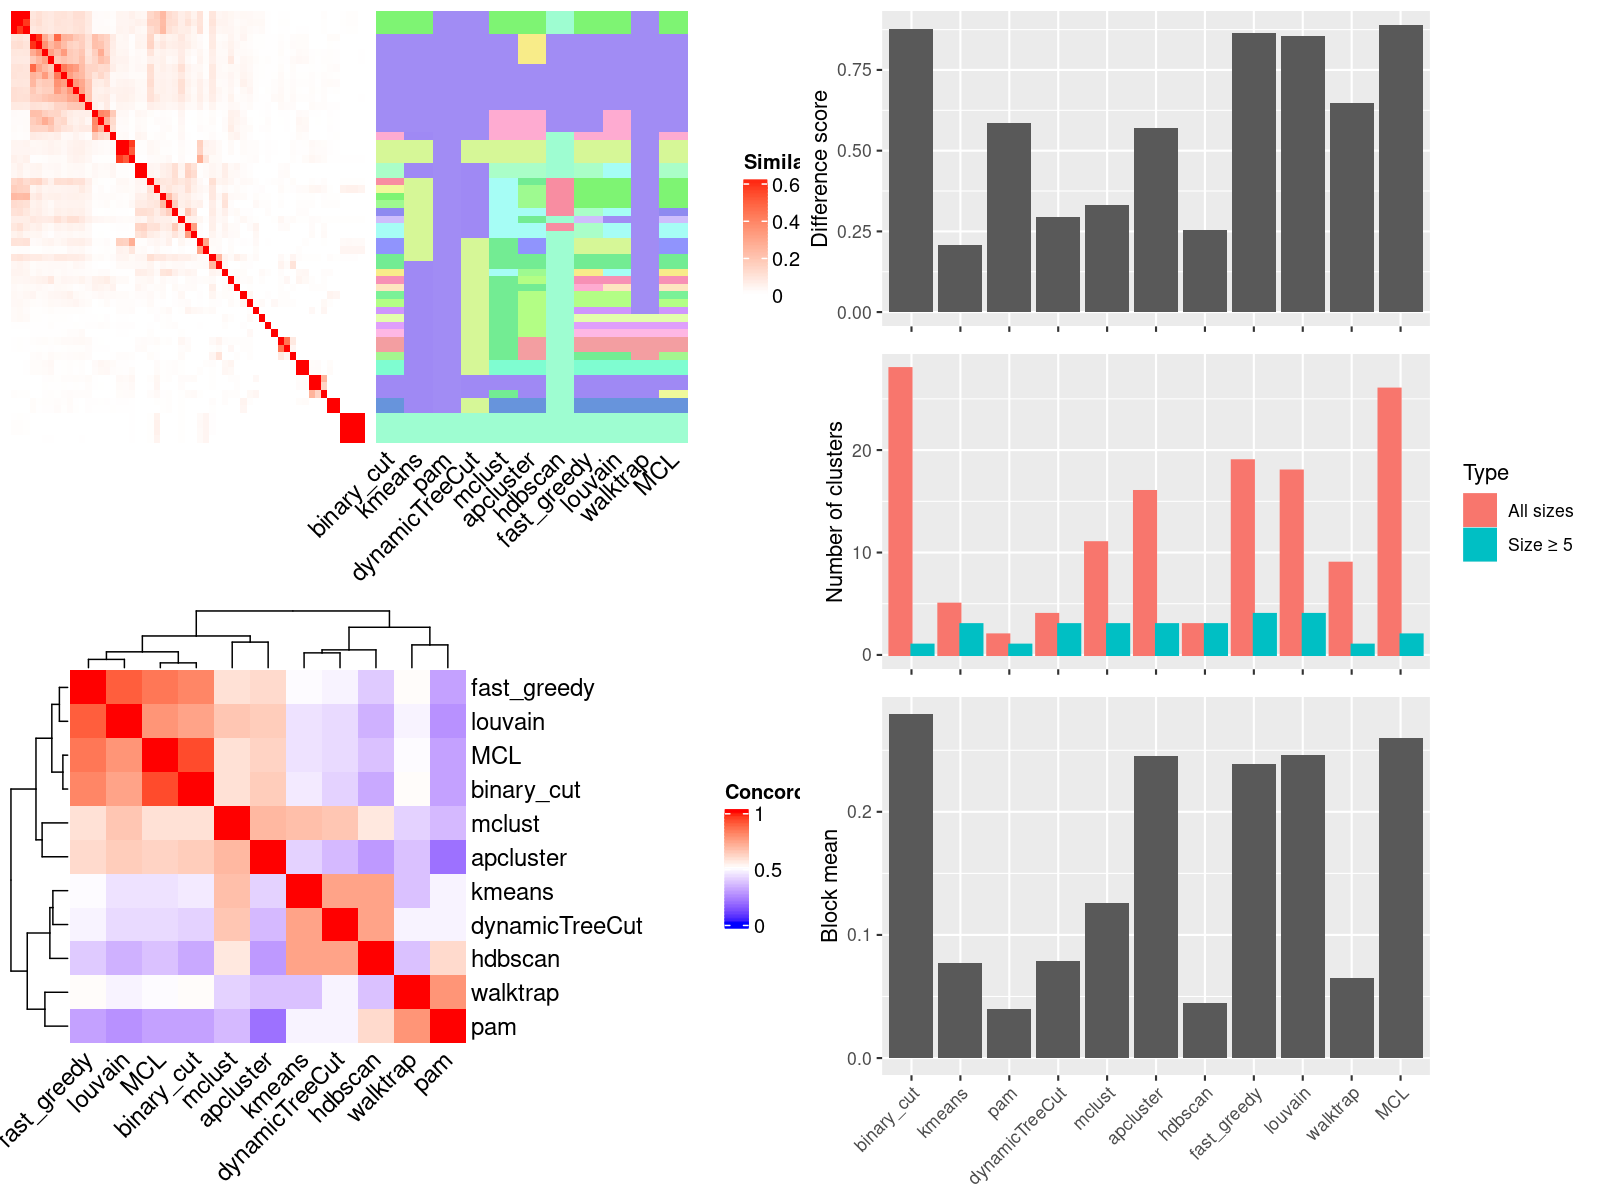 Simila
0.6
0.4
0.2
0
binary_cut
kmeans
pam
dynamicTreeCut
mclust
apcluster
hdbscan
fast_greedy
louvain
walktrap
MCL
Difference score
0.75
0.50
0.25
0.00
Number of clusters
20
10
0
Type
All sizes
Size ≥ 5
fast_greedy
louvain
MCL
binary_cut
mclust
apcluster
kmeans
dynamicTreeCut
hdbscan
walktrap
pam
fast_greedy
louvain
MCL
binary_cut
mclust
apcluster
kmeans
dynamicTreeCut
hdbscan
walktrap
pam
Concord
1
0.5
0
Block mean
0.2
0.1
0.0
binary_cut
kmeans
pam
dynamicTreeCut
mclust
apcluster
hdbscan
fast_greedy
louvain
walktrap
MCL